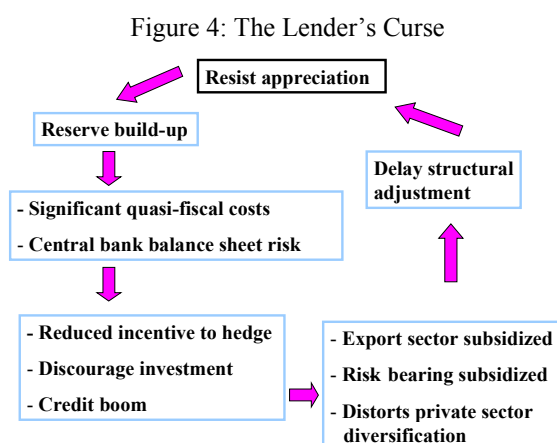 Figure 4: The Lender's Curse
Resist appreciation
Reserve build-up
- Significant quasi-fiscal costs
- Central bank balance sheet risk
- Reduced incentive to hedge
- Discourage investment
- Credit boom
- Export sector subsidized
- Risk bearing subsidized
- Distorts private sector
diversification
Delay structural
adjustment